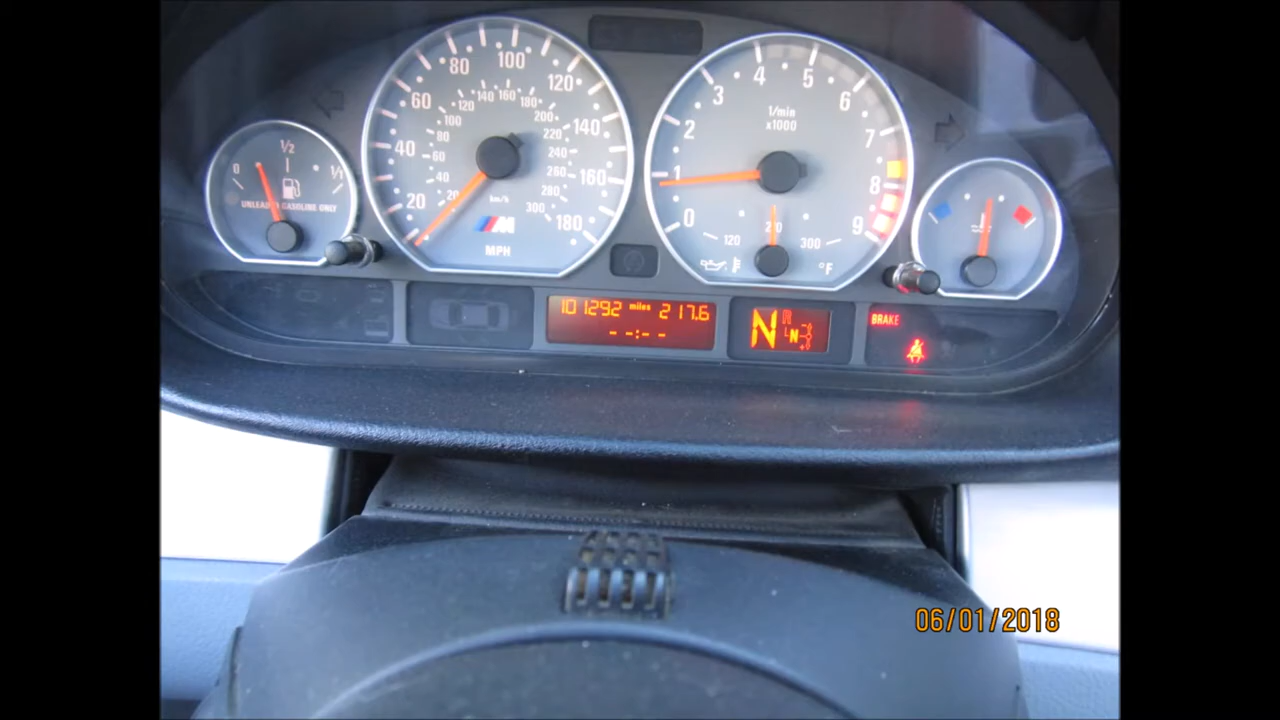 0 1/2 1/1
UNLEADED GASOLINE ONLY
20 40 60 80 100 120 140 160 180
20 40 60 80 100 120 140 160 180 200 220 240 260 280 300
km/h
M
MPH
0 1 2 3 4 5 6 7 8 9
1/min
x1000
120 210 300
°F
101292 miles 217.6
--:--
N R
L N
+
BRAKE
06/01/2018